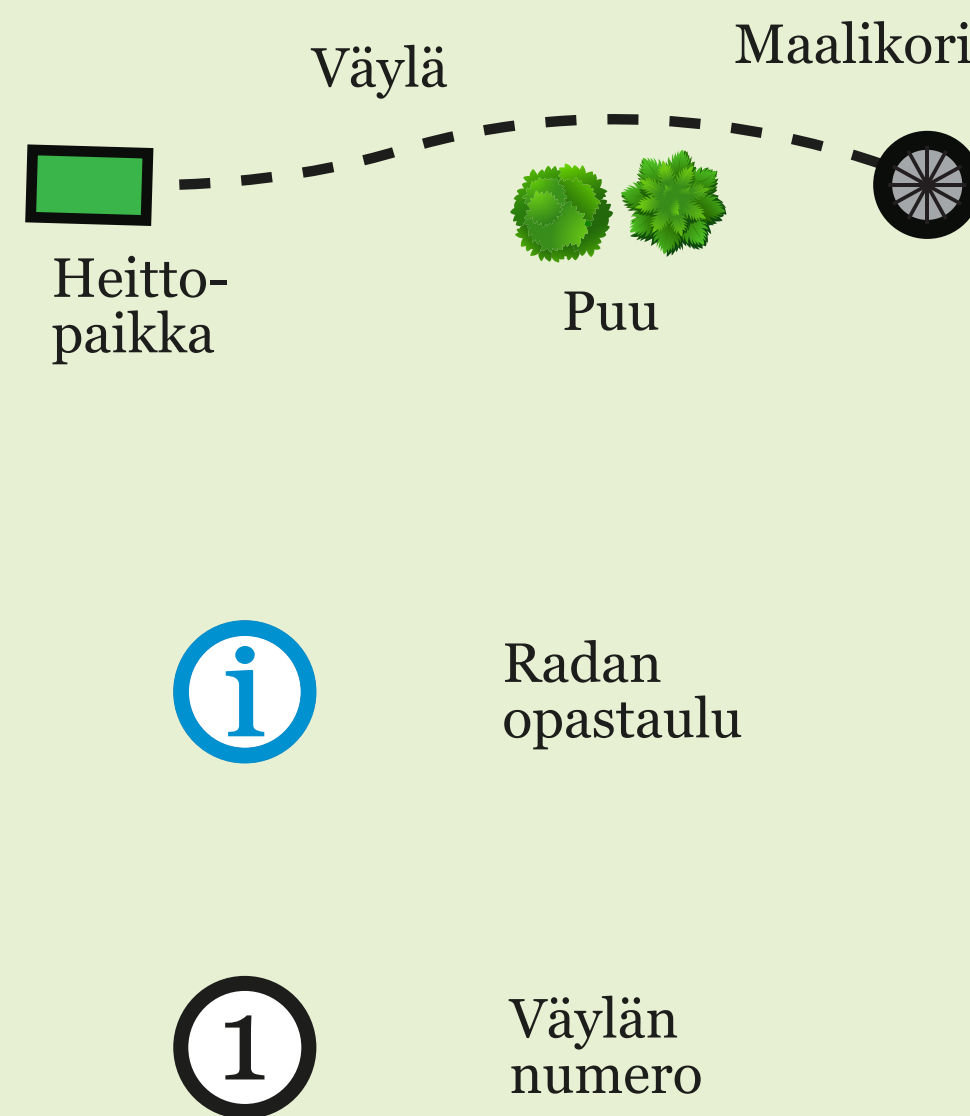 Väylä
Maalikori
Heitto-
paikka
Puu
i
Radan
opastaulu
1
Väylän
numero